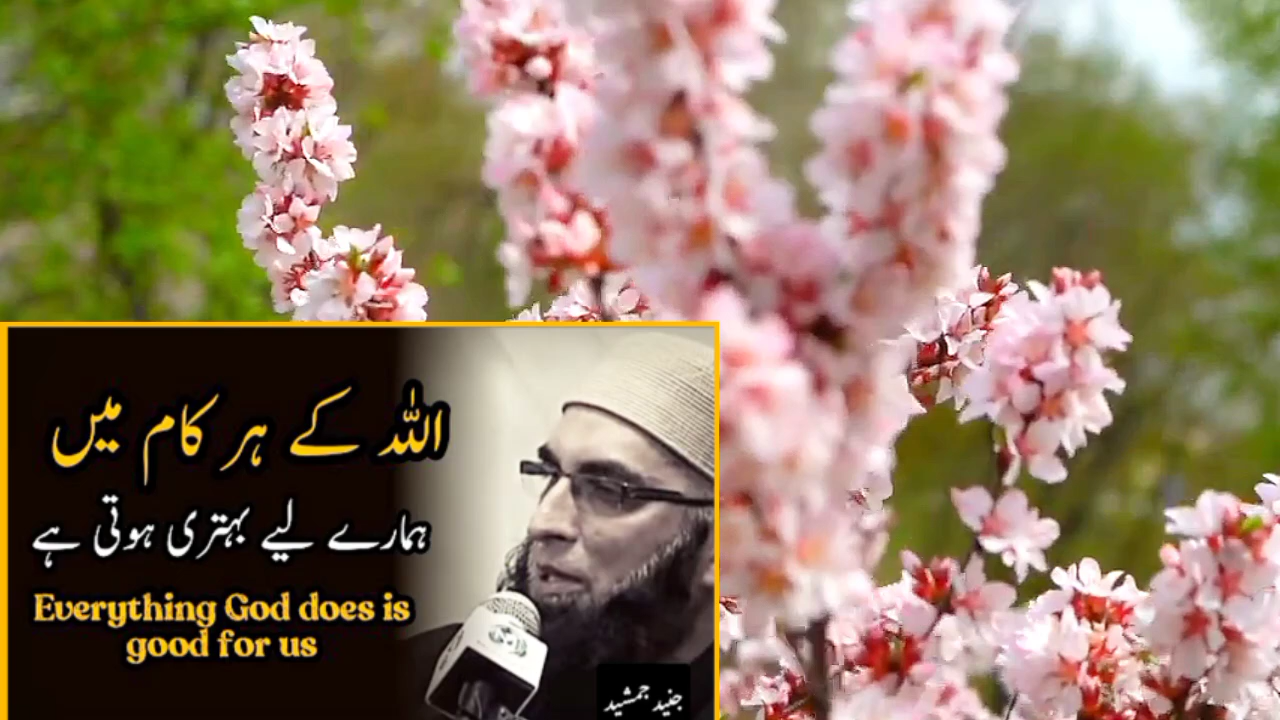 اللہ کے ہر کام میں
ہمارے لیے بہتری ہوتی ہے
Everything God does is
good for us
جنید جمشید